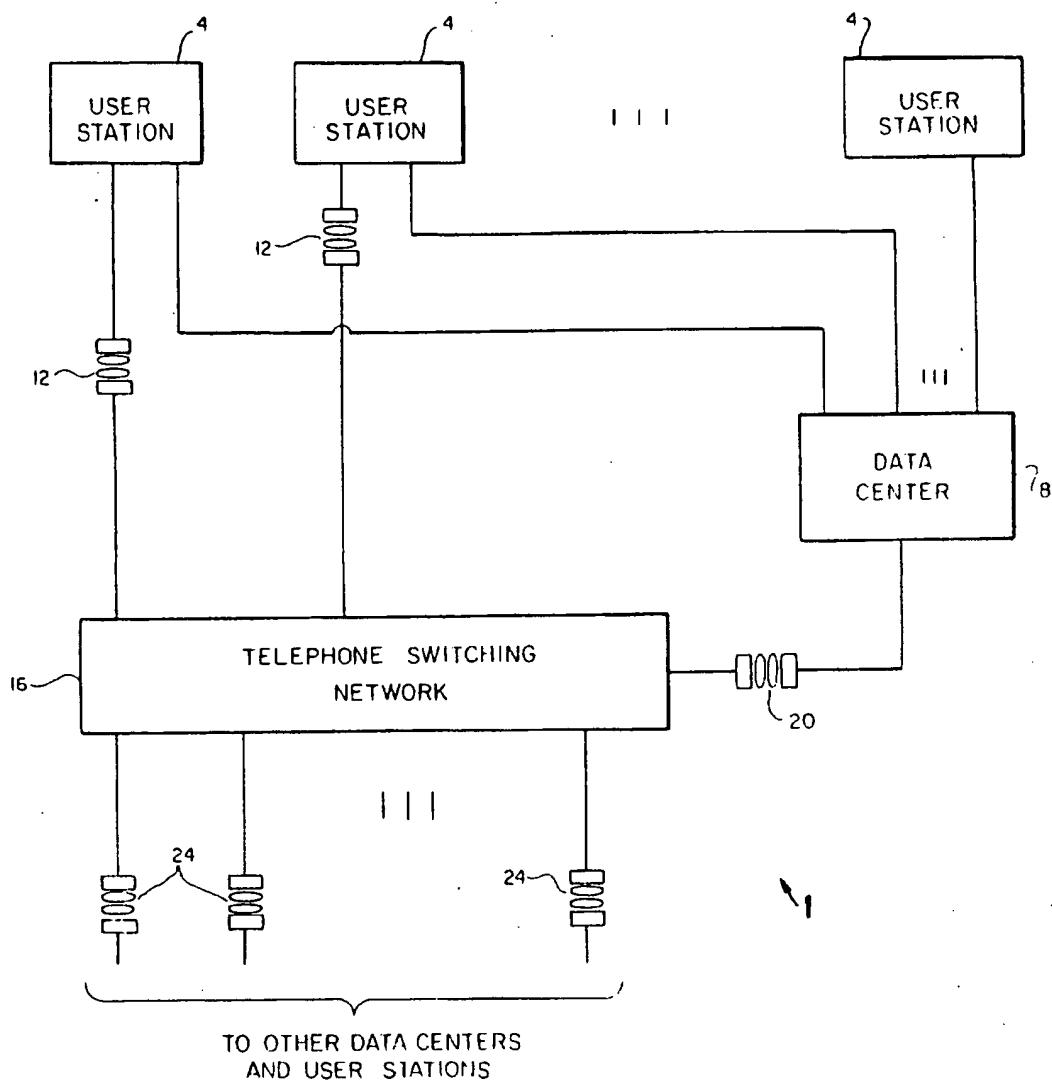 4
4
4
USER
STATION
USER
STATION
USER
STATION
12
12
DATA
CENTER
8
TELEPHONE SWITCHING
NETWORK
16
20
24
24
1
TO OTHER DATA CENTERS
AND USER STATIONS